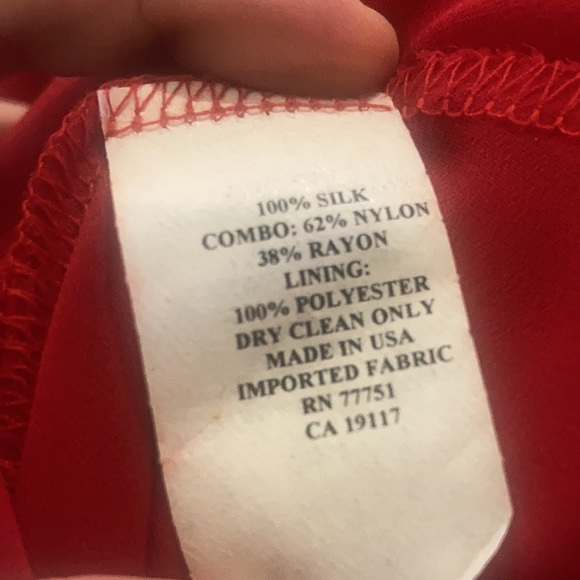 100% SILK
COMBO: 62% NYLON
38% RAYON
LINING:
100% POLYESTER
DRY CLEAN ONLY
MADE IN USA
IMPORTED FABRIC
RN 77751
CA 19117